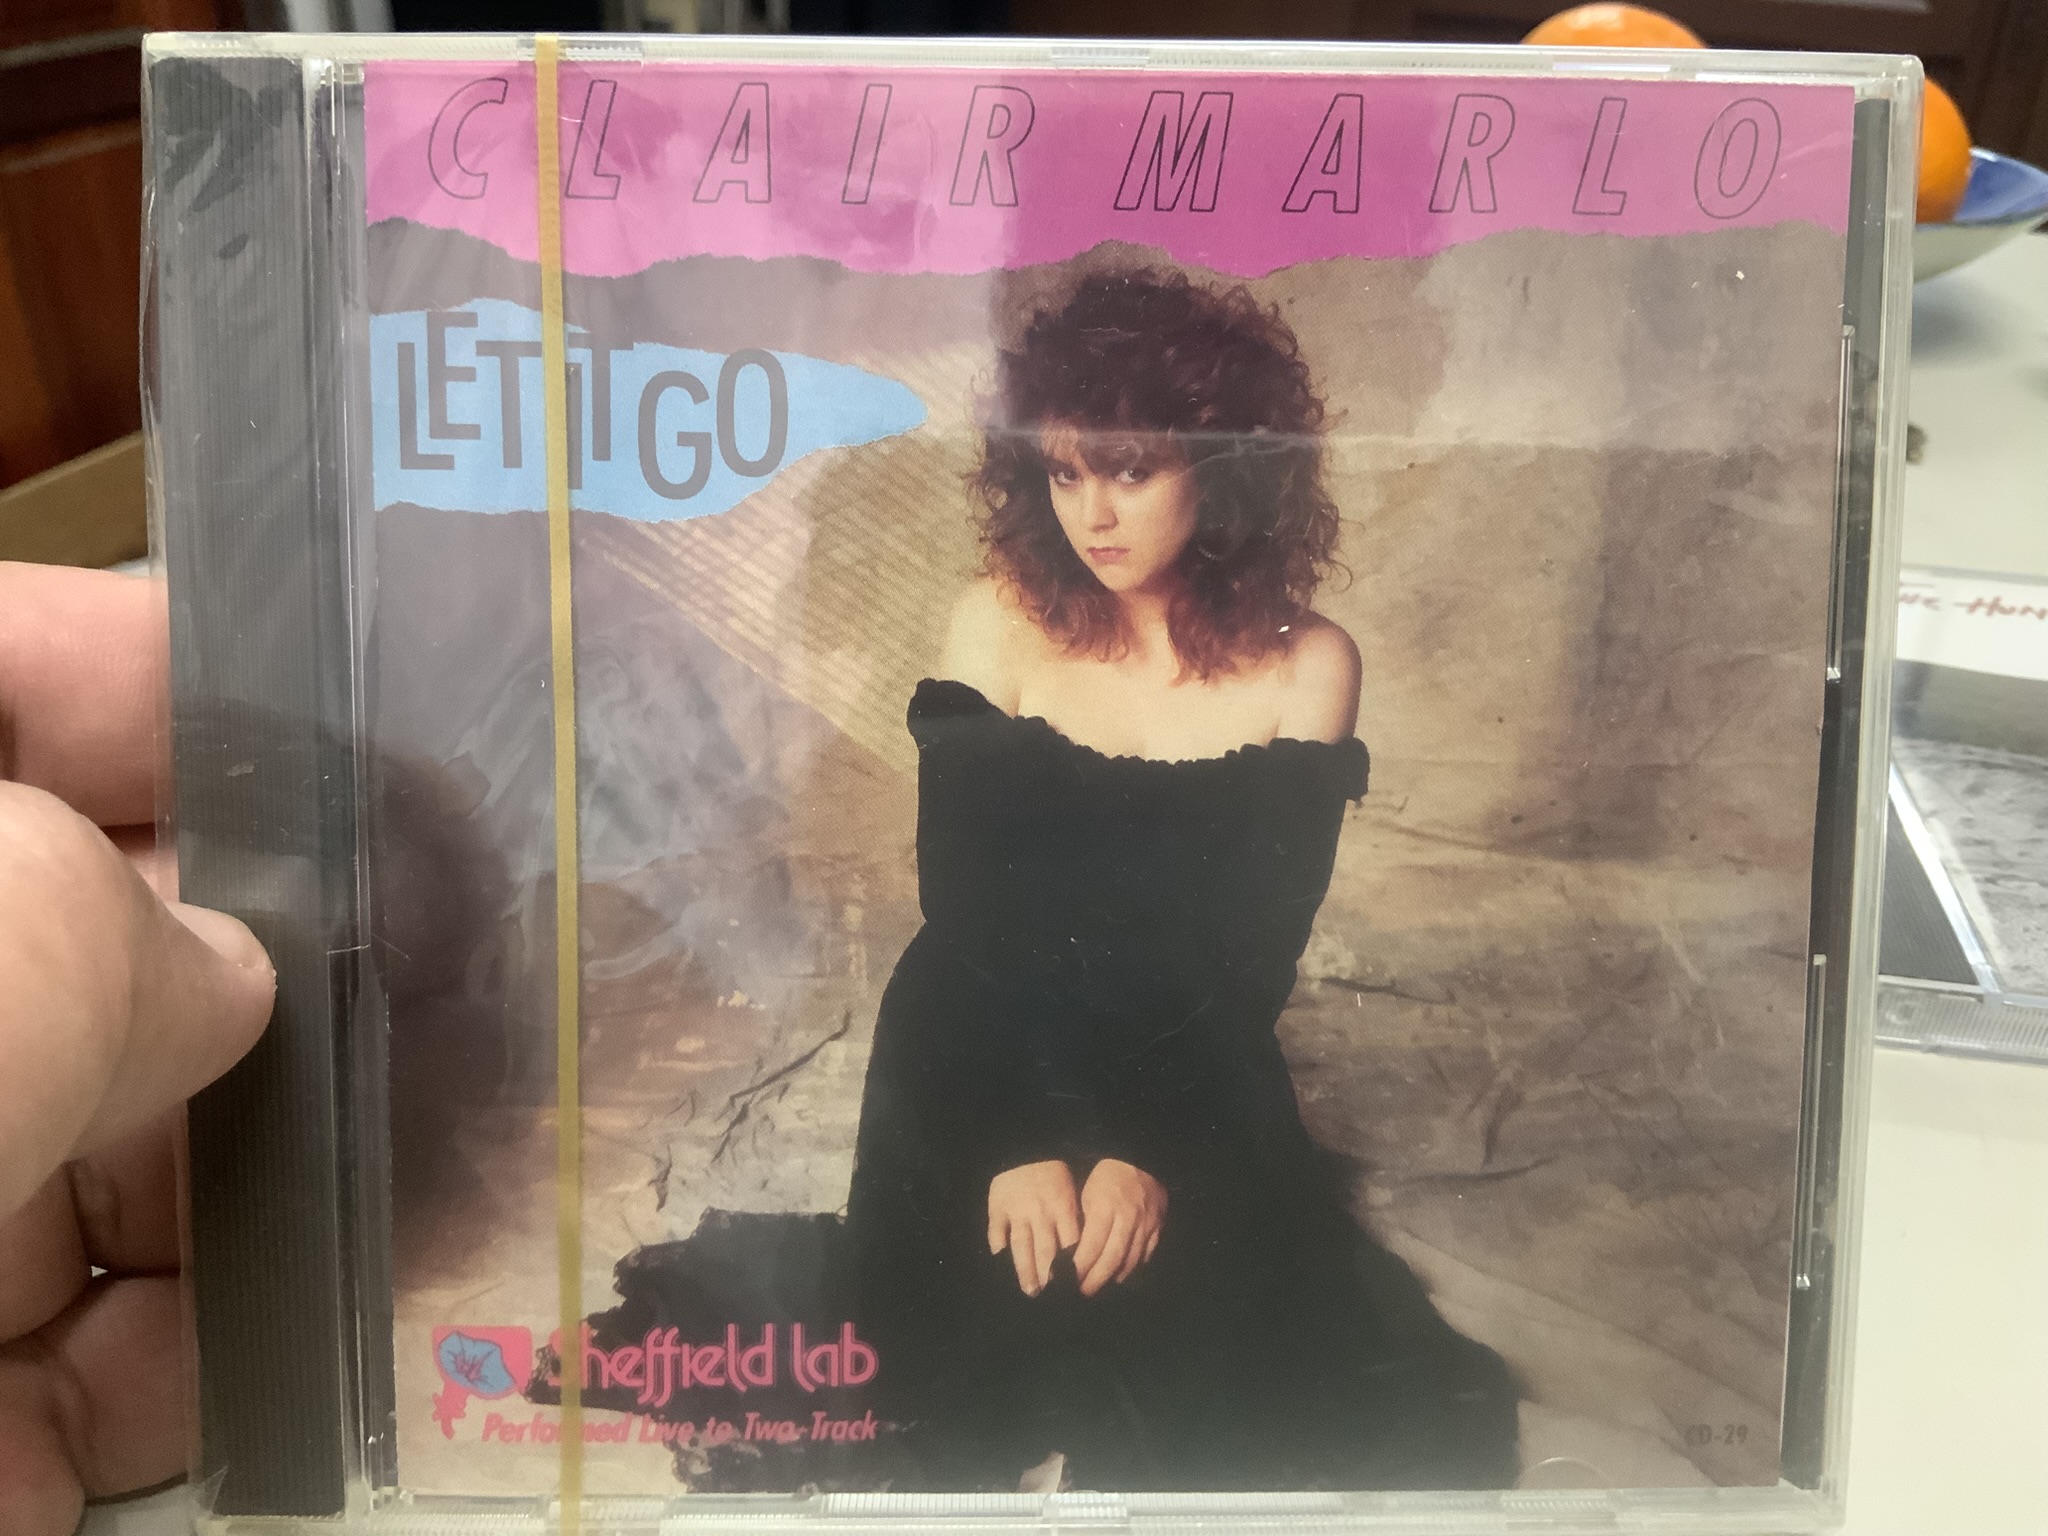 CLAIR MARLO
LET IT GO
Sheffield lab
Performed Live to Two-Track
CD-29